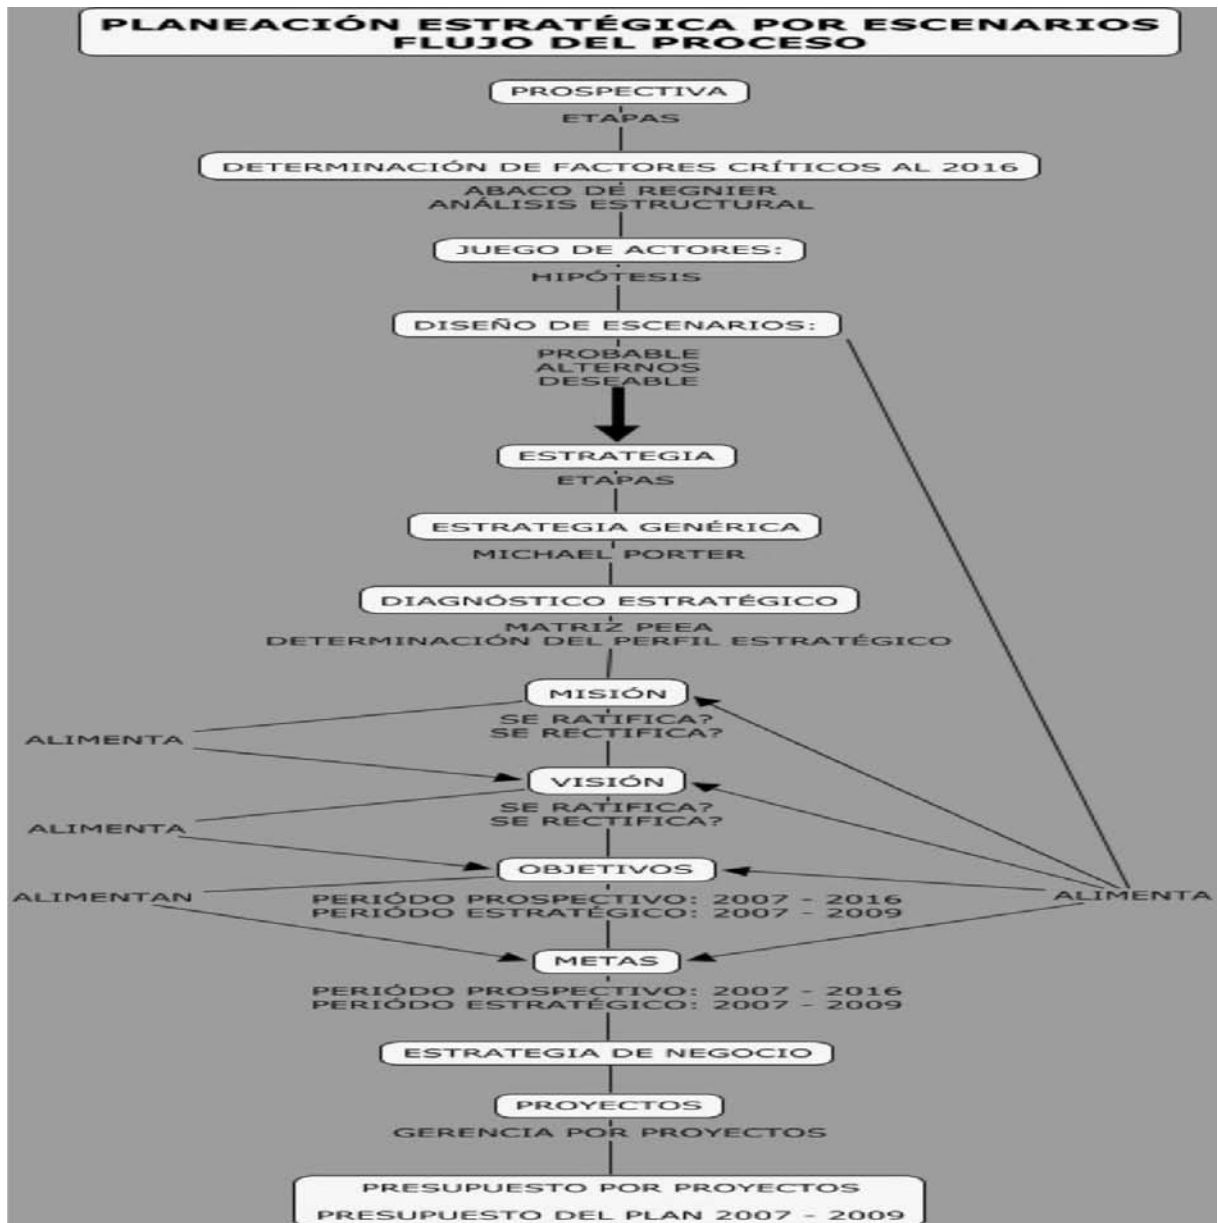 PLANEACIÓN ESTRATÉGICA POR ESCENARIOS
FLUJO DEL PROCESO
PROSPECTIVA
ETAPAS
DETERMINACIÓN DE FACTORES CRÍTICOS AL 2016
ABACO DE REGNIER
ANÁLISIS ESTRUCTURAL
JUEGO DE ACTORES:
HIPÓTESIS
DISEÑO DE ESCENARIOS:
PROBABLE
ALTERNOS
DESEABLE
ESTRATEGIA
ETAPAS
ESTRATEGIA GENÉRICA
MICHAEL PORTER
DIAGNÓSTICO ESTRATÉGICO
MATRIZ PEEA
DETERMINACIÓN DEL PERFIL ESTRATÉGICO
MISIÓN
SE RATIFICA?
SE RECTIFICA?
ALIMENTA
VISIÓN
SE RATIFICA?
SE RECTIFICA?
ALIMENTA
OBJETIVOS
ALIMENTAN
PERIÓDO PROSPECTIVO: 2007 - 2016
PERIÓDO ESTRATÉGICO: 2007 - 2009
ALIMENTA
METAS
PERIÓDO PROSPECTIVO: 2007 - 2016
PERIÓDO ESTRATÉGICO: 2007 - 2009
ESTRATEGIA DE NEGOCIO
PROYECTOS
GERENCIA POR PROYECTOS
PRESUPUESTO POR PROYECTOS
PRESUPUESTO DEL PLAN 2007 - 2009